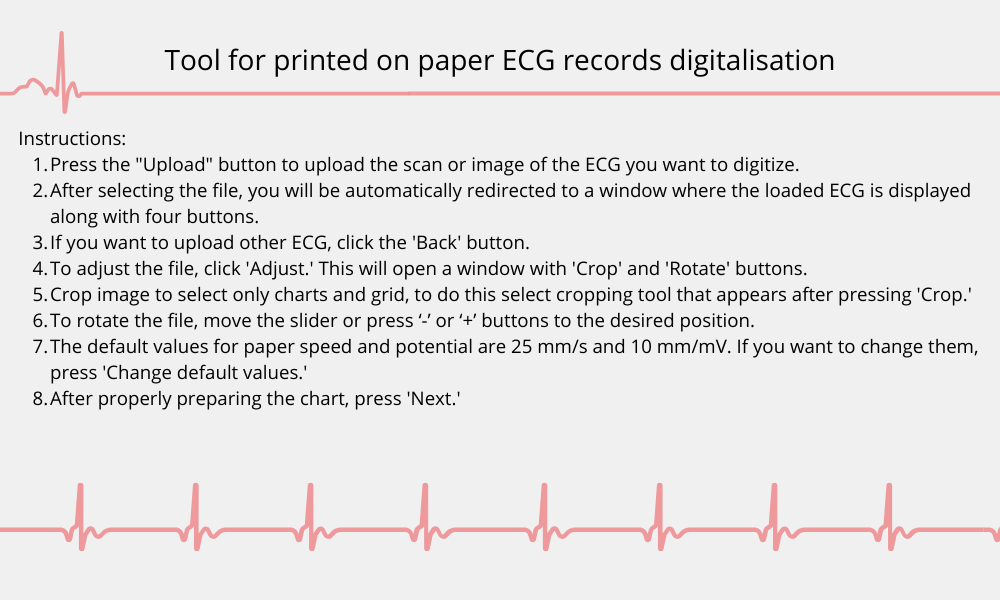 Tool for printed on paper ECG records digitalisation
Instructions:
1. Press the "Upload" button to upload the scan or image of the ECG you want to digitize.
2. After selecting the file, you will be automatically redirected to a window where the loaded ECG is displayed
along with four buttons.
3. If you want to upload other ECG, click the 'Back' button.
4. To adjust the file, click 'Adjust.' This will open a window with 'Crop' and 'Rotate' buttons.
5. Crop image to select only charts and grid, to do this select cropping tool that appears after pressing 'Crop.'
6. To rotate the file, move the slider or press ‘-’ or ‘+’ buttons to the desired position.
7. The default values for paper speed and potential are 25 mm/s and 10 mm/mV. If you want to change them,
press 'Change default values.'
8. After properly preparing the chart, press 'Next.'